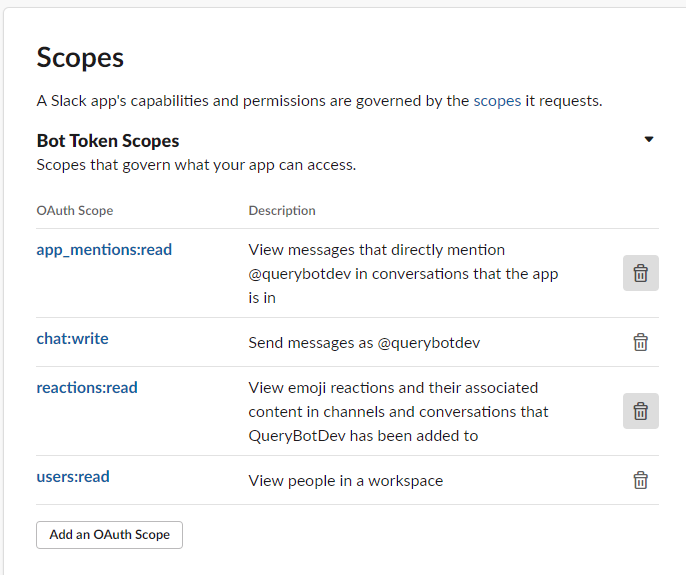 Scopes
A Slack app's capabilities and permissions are governed by the scopes it requests.
Bot Token Scopes
Scopes that govern what your app can access.
OAuth Scope Description
app_mentions:read View messages that directly mention
@querybotdev in conversations that the app
is in
chat:write Send messages as @querybotdev
reactions:read View emoji reactions and their associated
content in channels and conversations that
QueryBotDev has been added to
users:read View people in a workspace
Add an OAuth Scope